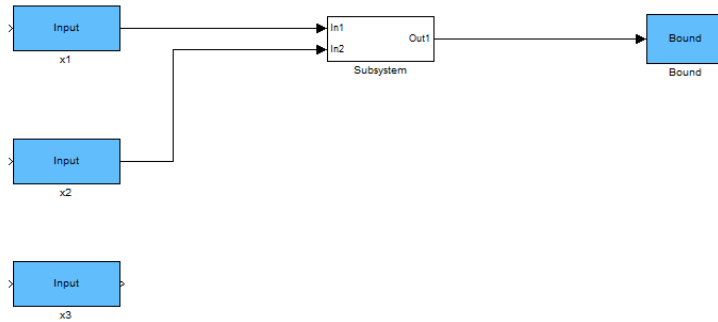 Input
x1
In1
In2
Out1
Subsystem
Bound
Bound
Input
x2
Input
x3